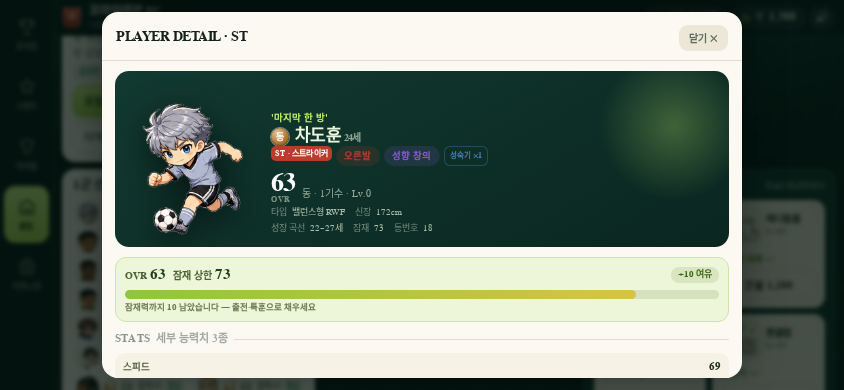 PLAYER DETAIL · ST
닫기 ×
'마지막 한 방'
동 차도훈 24세
ST · 스트라이커 오른발 성향 창의 성숙기 ×1
63
OVR
동 · 1기수 · Lv.0
타입 밸런스형 RWF 신장 172cm
성장 곡선 22-27세 잠재 73 등번호 18
OVR 63 잠재 상한 73
+10 여유
잠재력까지 10 남았습니다 — 출전·특훈으로 채우세요
STATS 세부 능력치 3종
스피드 69